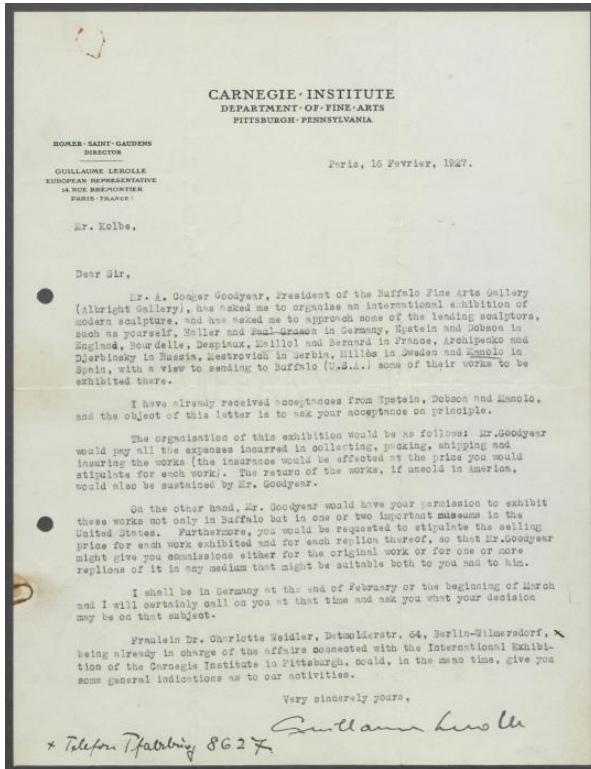 CARNEGIE · INSTITUTE
DEPARTMENT · OF · FINE · ARTS
PITTSBURGH · PENNSYLVANIA
HOMER · SAINT-GAUDENS
DIRECTOR
GUILLAUME LEROLLE
EUROPEAN REPRESENTATIVE
14 RUE BRÉMONTIER
PARIS · FRANCE
Paris, 16 Fevrier, 1927.
Mr. Kolbe,
Dear Sir,
Mr. A. Conger Goodyear, President of the Buffalo Fine Arts Gallery
(Albright Gallery), has asked me to organise an international exhibition of
modern sculpture, and has asked me to approach some of the leading sculptors,
such as yourself, Haller and Paul in Germany, Epstein and Dobson in
England, Bourdelle, Despiaux, Maillol and Bernard in France, Archipenko and
Djerbinsky in Russia, Mestrovich in Serbia, Millès in Sweden and Manolo in
Spain, with a view to sending to Buffalo (U.S.A.) some of their works to be
exhibited there.
I have already received acceptances from Epstein, Dobson and Manolo,
and the object of this letter is to ask your acceptance on principle.
The organisation of this exhibition would be as follows: Mr.Goodyear
would pay all the expenses incurred in collecting, packing, shipping and
insuring the works (the insurance would be effected at the price you would
stipulate for each work). The return of the works, if unsold in America,
would also be sustained by Mr. Goodyear.
On the other hand, Mr. Goodyear would have your permission to exhibit
these works not only in Buffalo but in one or two important museums in the
United States. Furthermore, you would be requested to stipulate the selling
price for each work exhibited and for each replica thereof, so that Mr.Goodyear
might give you commissions either for the original work or for one or more
replicas of it in any medium that might be suitable both to you and to him.
I shall be in Germany at the end of February or the beginning of March
and I will certainly call on you at that time and ask you what your decision
may be on that subject.
Fraulein Dr. Charlotte Weidler, Detmolderstr. 64, Berlin-Wilmersdorf, x
being already in charge of the affairs connected with the International Exhibi-
tion of the Carnegie Institute in Pittsburgh, could, in the mean time, give you
some general indications as to our activities.
Very sincerely yours,
Guillaume Lerolle
x Telefon Pfalzburg 8627